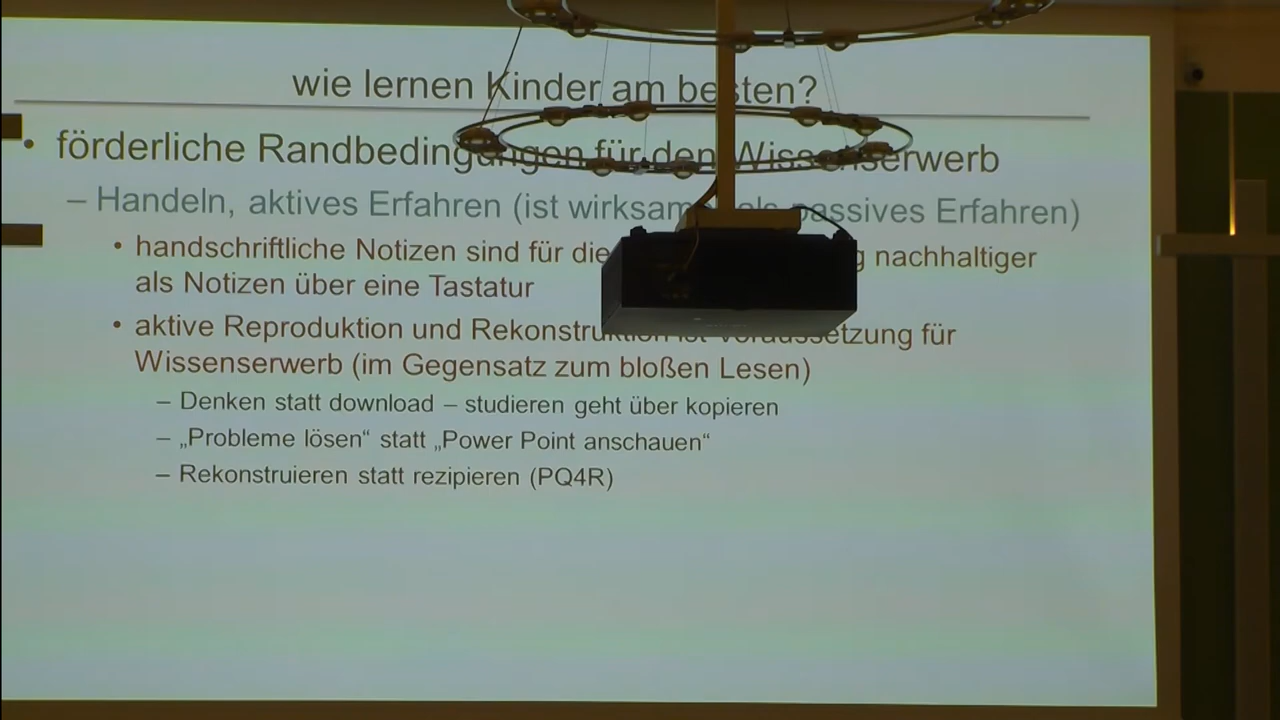 wie lernen Kinder am besten?
• förderliche Randbedingungen für den Wissenserwerb
– Handeln, aktives Erfahren (ist wirksamer als passives Erfahren)
• handschriftliche Notizen sind für die nachhaltiger
als Notizen über eine Tastatur
• aktive Reproduktion und Rekonstruktion ist Voraussetzung für
Wissenserwerb (im Gegensatz zum bloßen Lesen)
– Denken statt download – studieren geht über kopieren
– „Probleme lösen“ statt „Power Point anschauen“
– Rekonstruieren statt rezipieren (PQ4R)